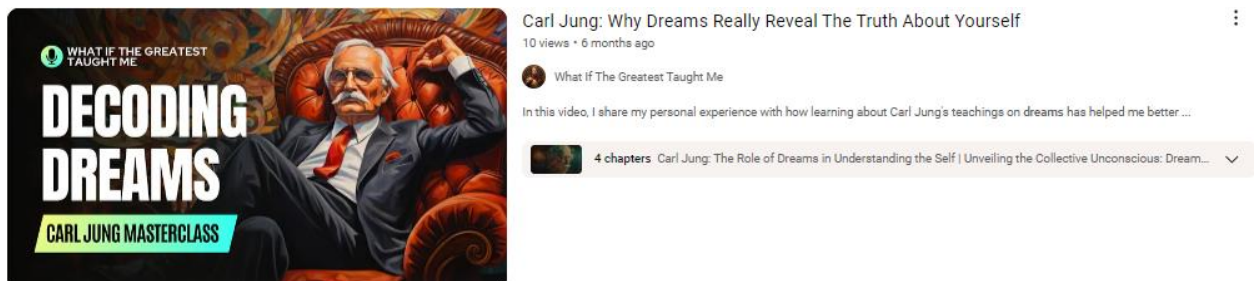 WHAT IF THE GREATEST
TAUGHT ME
DECODING
DREAMS
CARL JUNG MASTERCLASS
Carl Jung: Why Dreams Really Reveal The Truth About Yourself
10 views • 6 months ago
What If The Greatest Taught Me
In this video, I share my personal experience with how learning about Carl Jung's teachings on dreams has helped me better ...
4 chapters Carl Jung: The Role of Dreams in Understanding the Self | Unveiling the Collective Unconscious: Dream...